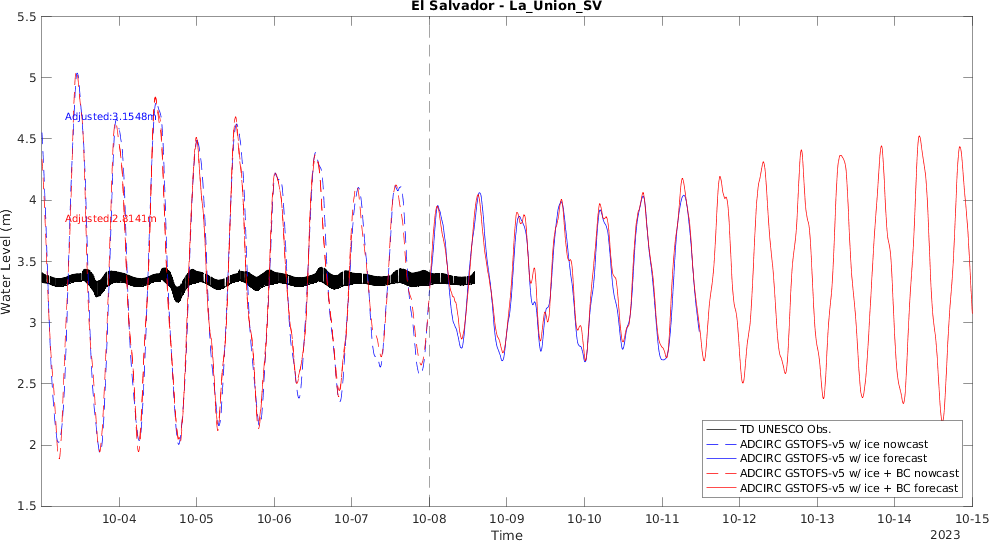 El Salvador - La_Union_SV
5.5
5
4.5
4
3.5
3
2.5
2
1.5
Water Level (m)
Adjusted:3.1548m
Adjusted:2.8141m
TD UNESCO Obs.
ADCIRC GSTOFS-v5 w/ ice nowcast
ADCIRC GSTOFS-v5 w/ ice forecast
ADCIRC GSTOFS-v5 w/ ice + BC nowcast
ADCIRC GSTOFS-v5 w/ ice + BC forecast
10-04 10-05 10-06 10-07 10-08 10-09 10-10 10-11 10-12 10-13 10-14 10-15
Time
2023